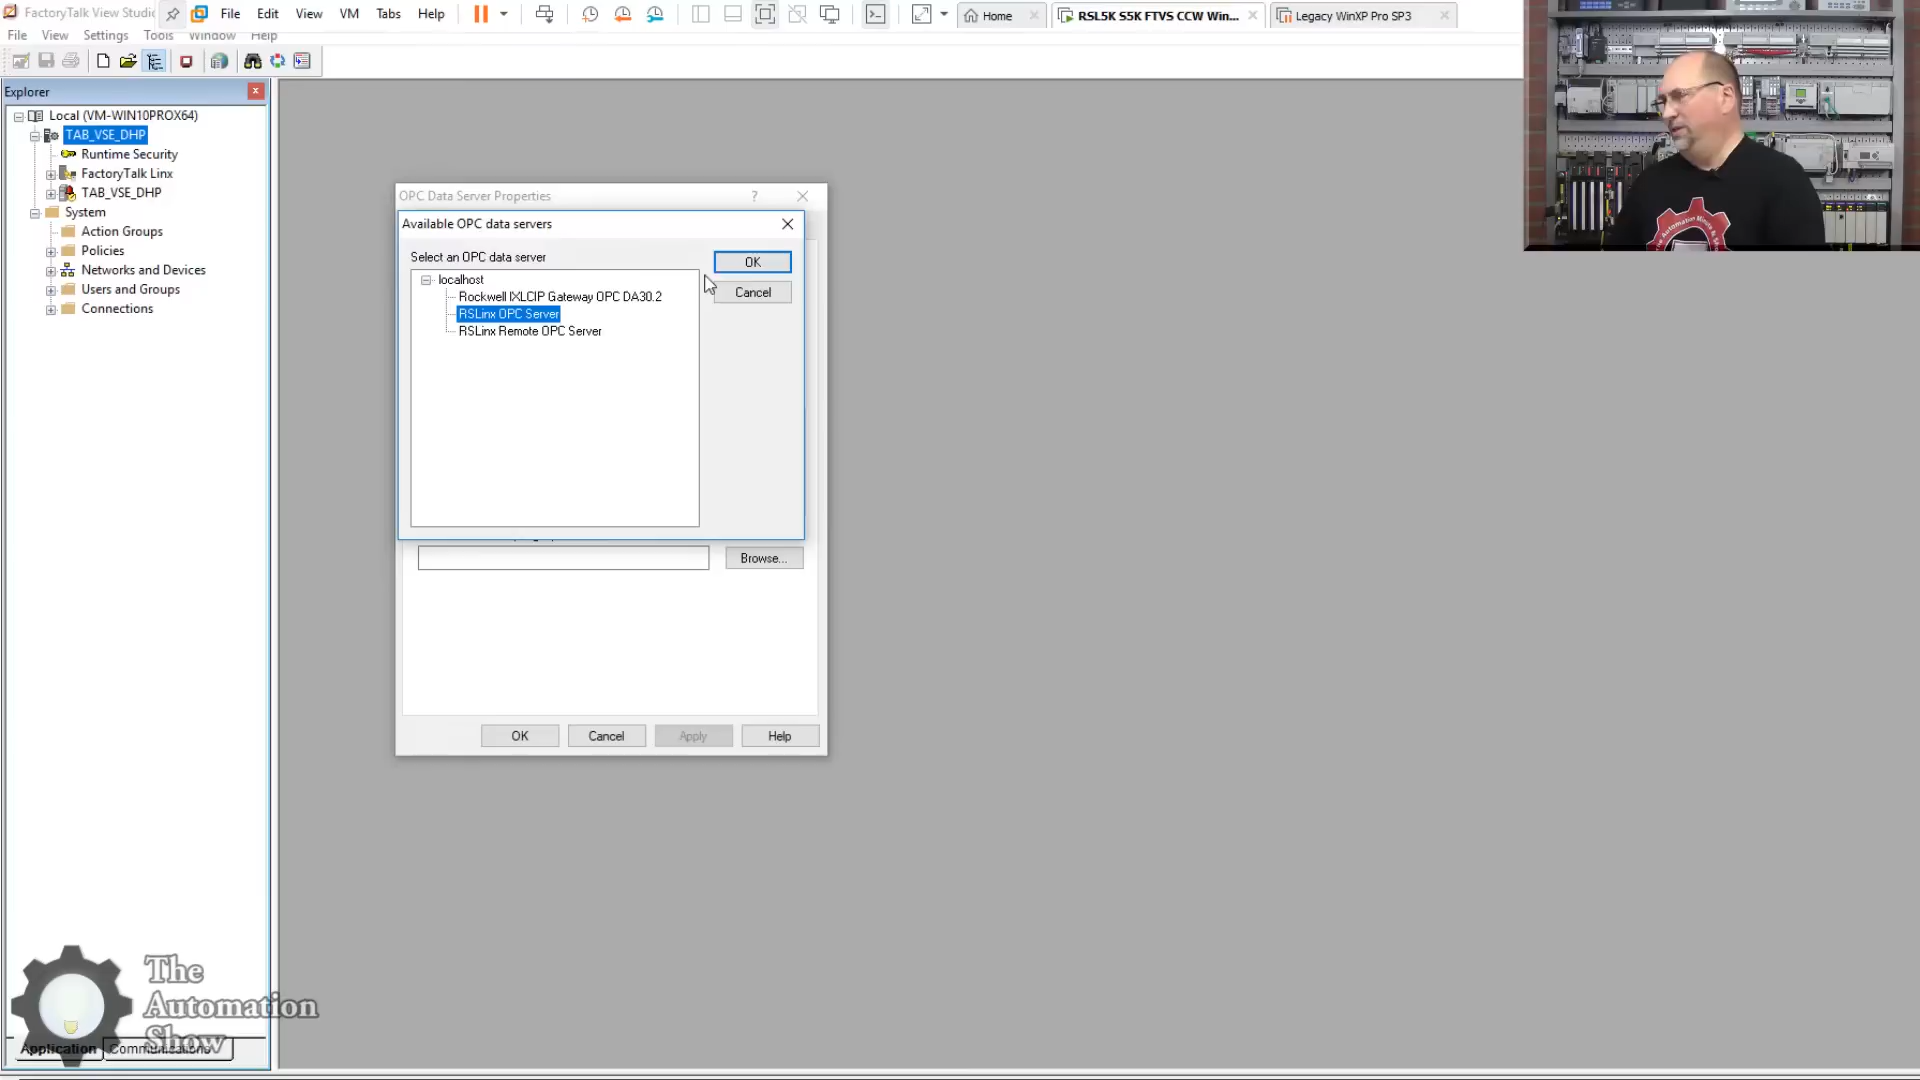 FactoryTalk View Studio
File Edit View VM Tabs Help
Home
RSL5K S5K FTVS CCW Win...
Legacy WinXP Pro SP3
File View Settings Tools Window Help
Explorer
Local (VM-WIN10PROX64)
TAB_VSE_DHP
Runtime Security
FactoryTalk Linx
TAB_VSE_DHP
System
Action Groups
Policies
Networks and Devices
Users and Groups
Connections
OPC Data Server Properties
?
Available OPC data servers
Select an OPC data server
OK
Cancel
localhost
Rockwell IXLCIP Gateway OPC DA30.2
RSLinx OPC Server
RSLinx Remote OPC Server
Browse...
OK
Cancel
Apply
Help
The
Automation
Show
Application
Communications